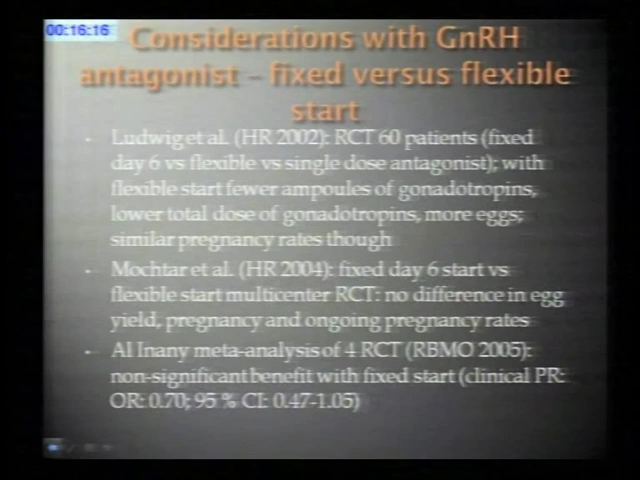 00:16:16
Considerations with GnRH
antagonist – fixed versus flexible
start
Ludwig et al. (HR 2002): RCT 60 patients (fixed
day 6 vs flexible vs single dose antagonist); with
flexible start fewer ampoules of gonadotropins,
lower total dose of gonadotropins, more eggs;
similar pregnancy rates though
Mochtar et al. (HR 2004): fixed day 6 start vs
flexible start multicenter RCT: no difference in egg
yield, pregnancy and ongoing pregnancy rates
Al Inany meta-analysis of 4 RCT (RBMO 2005):
non-significant benefit with fixed start (clinical PR:
OR: 0.70; 95 % CI: 0.47-1.05)